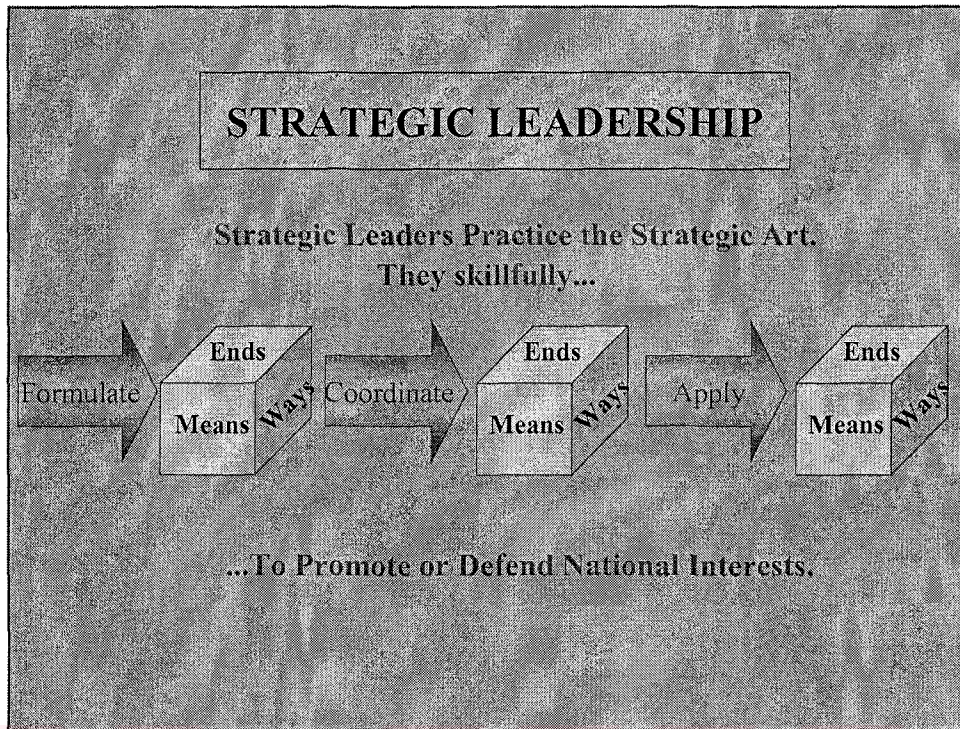 STRATEGIC LEADERSHIP
Strategic Leaders Practice the Strategic Art.
They skillfully...
Formulate
Ends
Means
Ways
Coordinate
Ends
Means
Ways
Apply
Ends
Means
Ways
...To Promote or Defend National Interests.